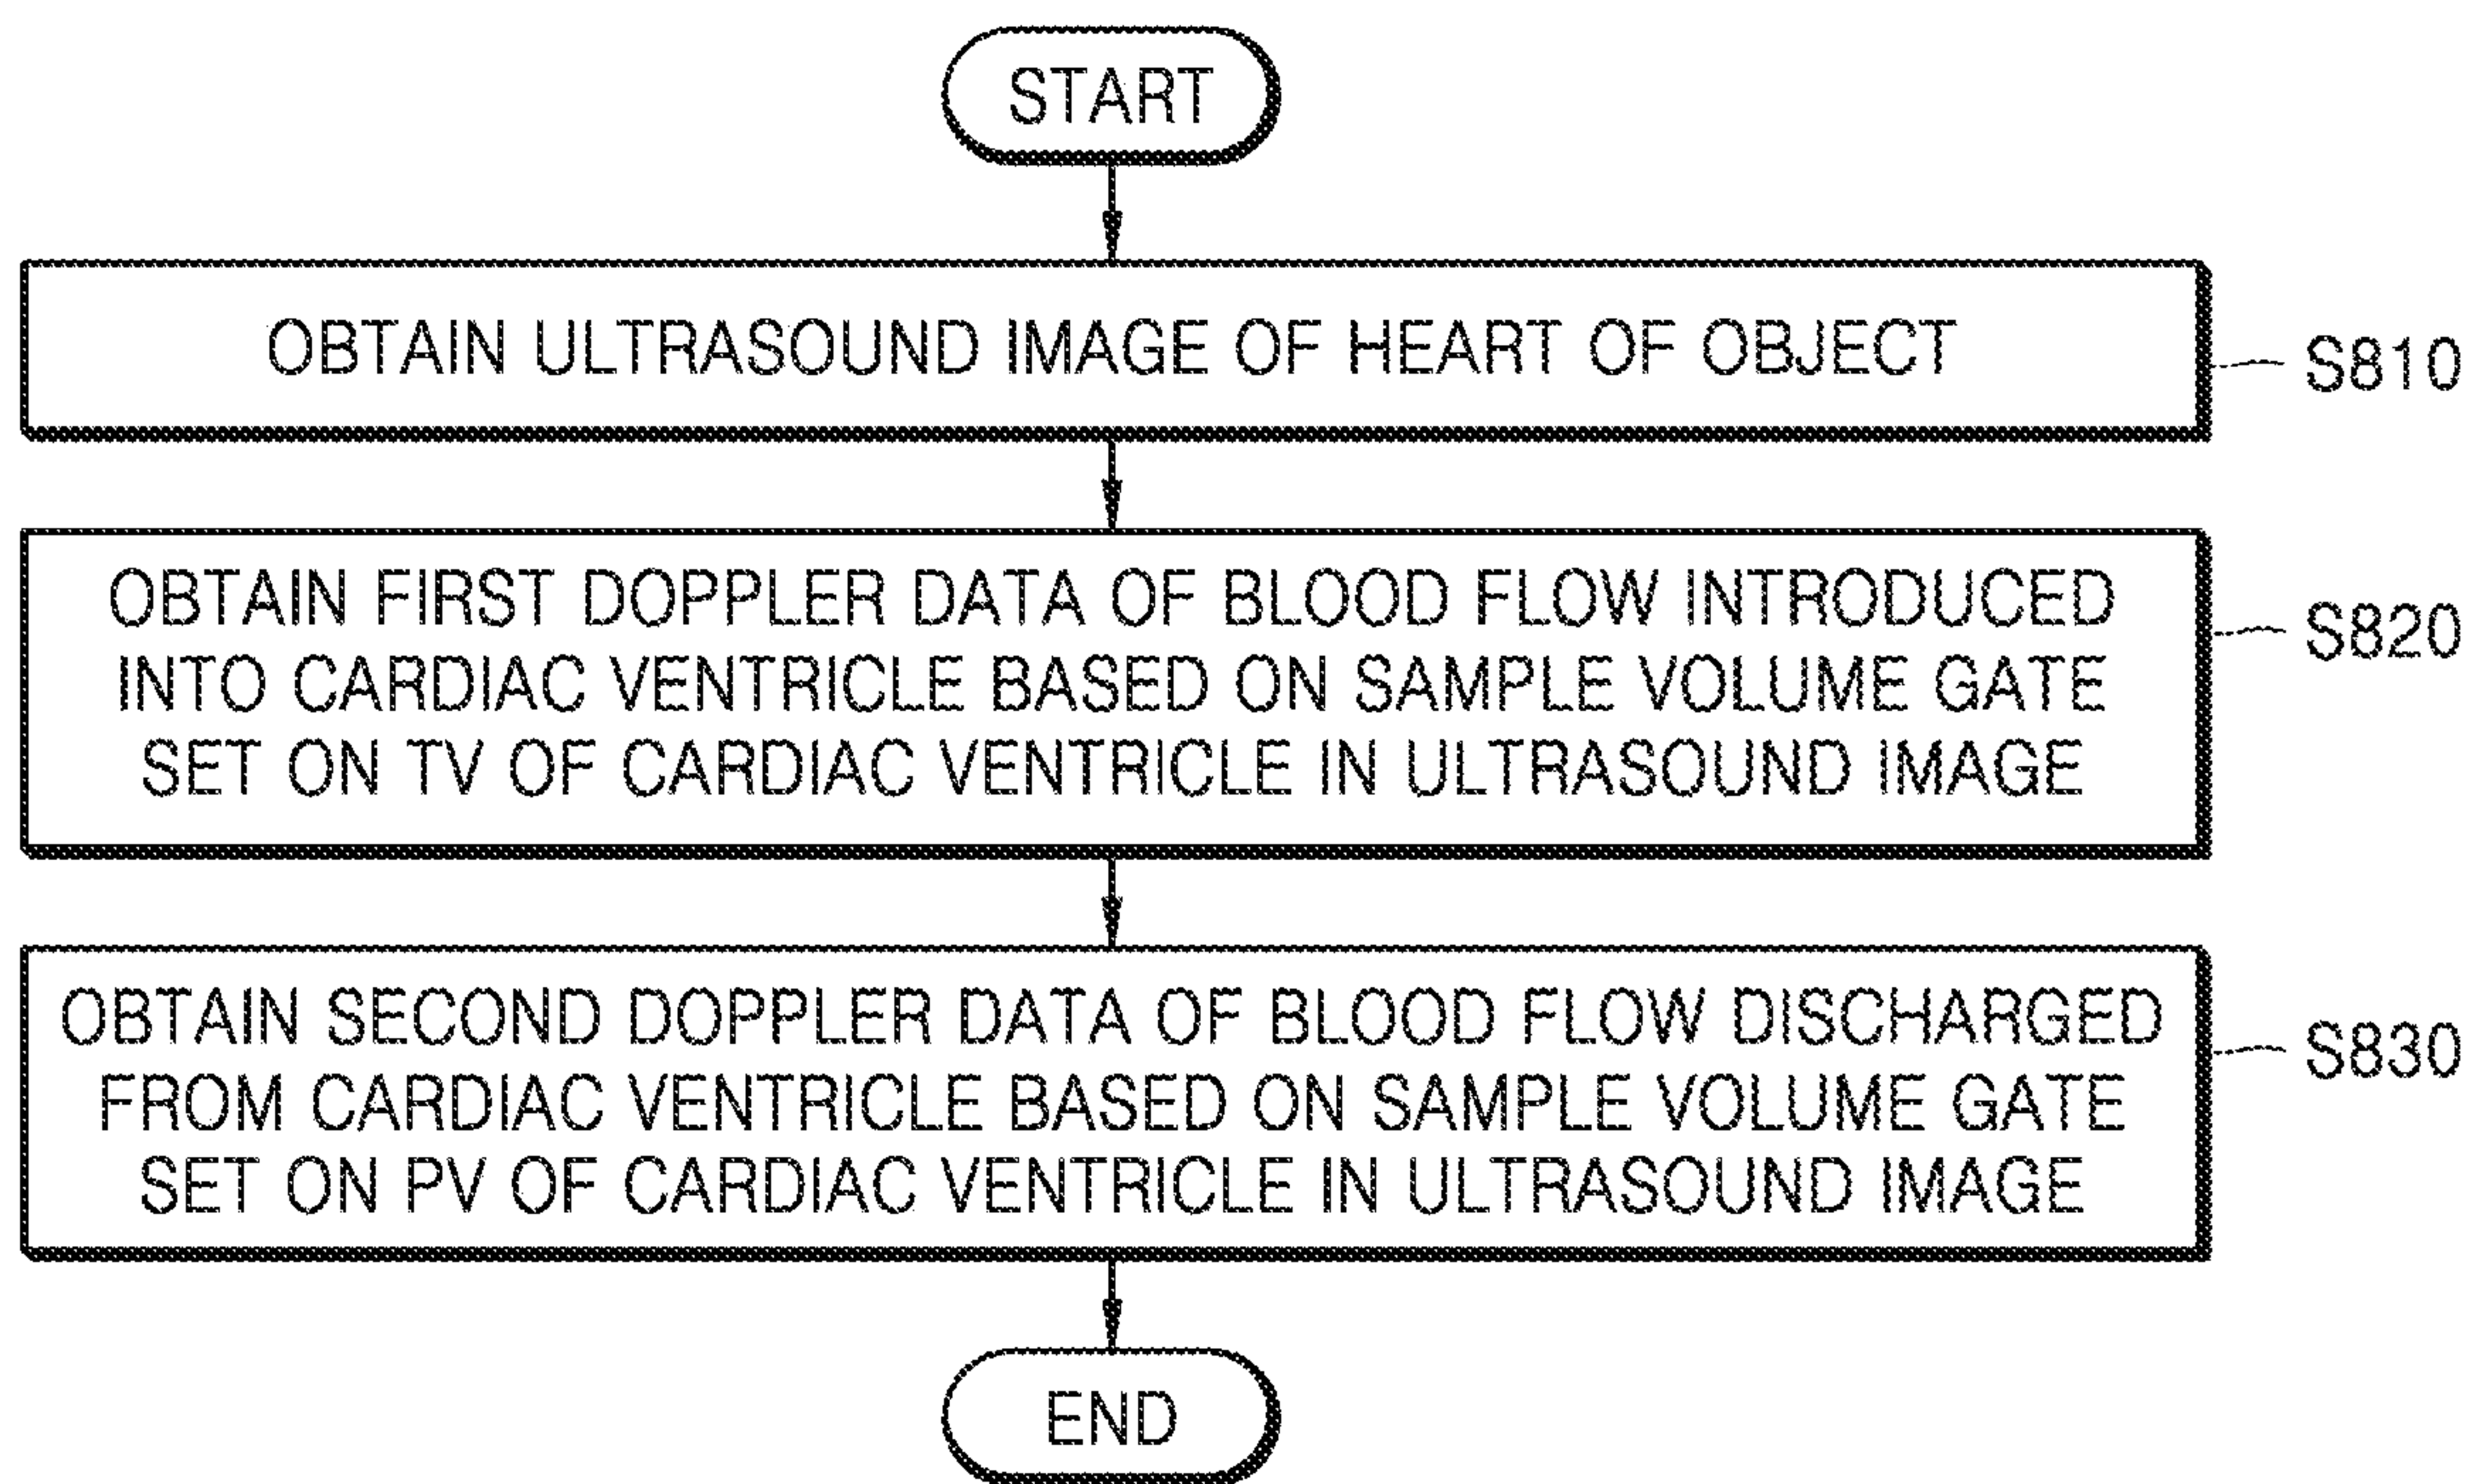 START
OBTAIN ULTRASOUND IMAGE OF HEART OF OBJECT
S810
OBTAIN FIRST DOPPLER DATA OF BLOOD FLOW INTRODUCED
INTO CARDIAC VENTRICLE BASED ON SAMPLE VOLUME GATE
SET ON TV OF CARDIAC VENTRICLE IN ULTRASOUND IMAGE
S820
OBTAIN SECOND DOPPLER DATA OF BLOOD FLOW DISCHARGED
FROM CARDIAC VENTRICLE BASED ON SAMPLE VOLUME GATE
SET ON PV OF CARDIAC VENTRICLE IN ULTRASOUND IMAGE
S830
END